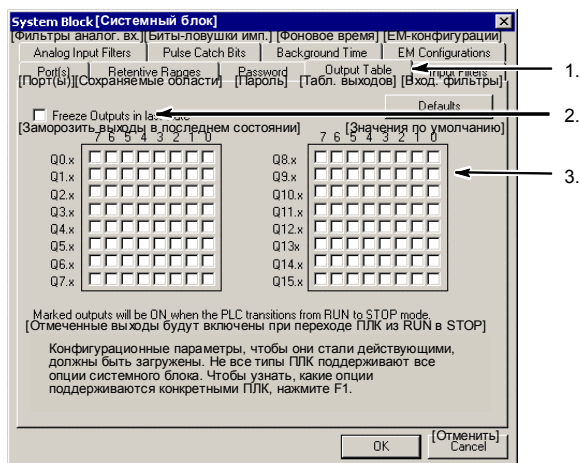 System Block [Системный блок]
[Фильтры аналог. вх.][Биты-ловушки имп.] [Фоновое время] [EM-конфигурации]
Analog Input Filters Pulse Catch Bits Background Time EM Configurations
Port(s) Retentive Ranges Password Output Table Input Filters
[Порт(ы)][Сохраняемые области] [Пароль] [Табл. выходов] [Вход. фильтры]
1.
Freeze Outputs in last state
Defaults
2.
[Заморозить выходы в последнем состоянии] [Значения по умолчанию]
7 6 5 4 3 2 1 0 7 6 5 4 3 2 1 0
Q0.x Q8.x
3.
Q1.x Q9.x
Q2.x Q10.x
Q3.x Q11.x
Q4.x Q12.x
Q5.x Q13x
Q6.x Q14.x
Q7.x Q15.x
Marked outputs will be ON when the PLC transitions from RUN to STOP mode.
[Отмеченные выходы будут включены при переходе ПЛК из RUN в STOP]
Конфигурационные параметры, чтобы они стали действующими,
должны быть загружены. Не все типы ПЛК поддерживают все
опции системного блока. Чтобы узнать, какие опции
поддерживаются конкретными ПЛК, нажмите F1.
[Отменить]
OK Cancel